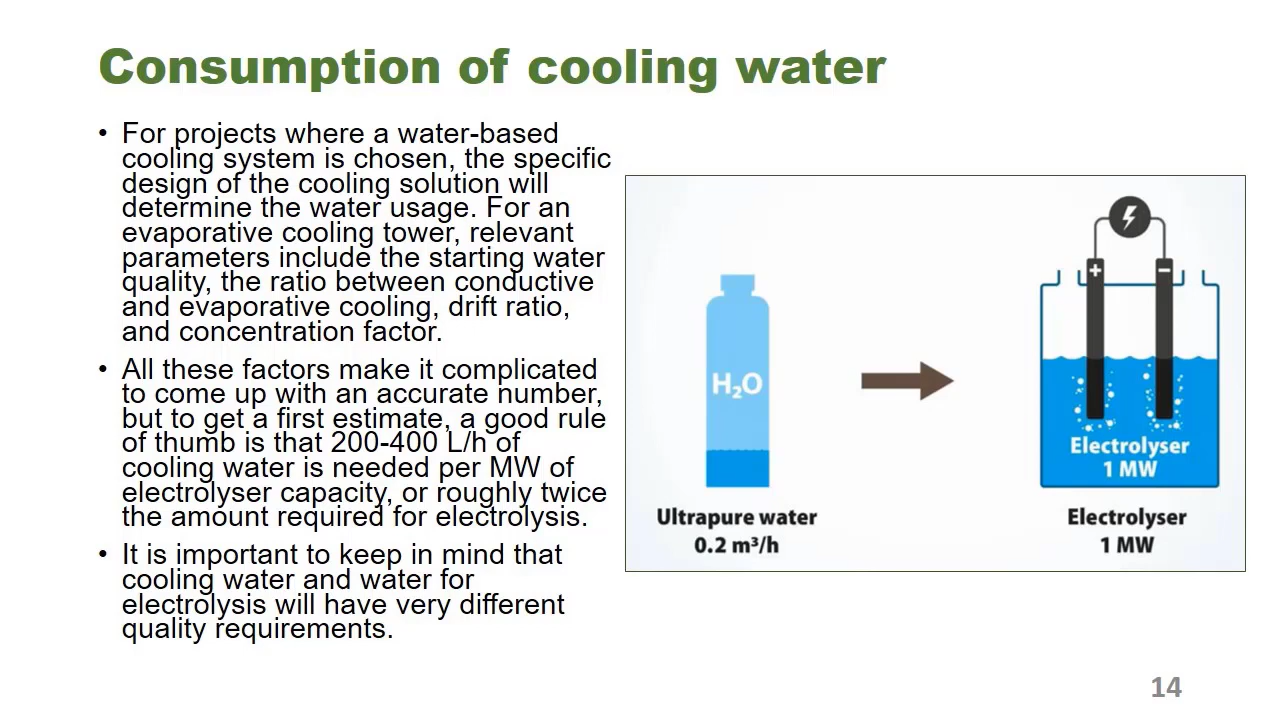 Consumption of cooling water
• For projects where a water-based
cooling system is chosen, the specific
design of the cooling solution will
determine the water usage. For an
evaporative cooling tower, relevant
parameters include the starting water
quality, the ratio between conductive
and evaporative cooling, drift ratio,
and concentration factor.
• All these factors make it complicated
to come up with an accurate number,
but to get a first estimate, a good rule
of thumb is that 200-400 L/h of
cooling water is needed per MW of
electrolyser capacity, or roughly twice
the amount required for electrolysis.
• It is important to keep in mind that
cooling water and water for
electrolysis will have very different
quality requirements.
H₂O
Ultrapure water
0.2 m³/h
+ −
Electrolyser
1 MW
Electrolyser
1 MW
14